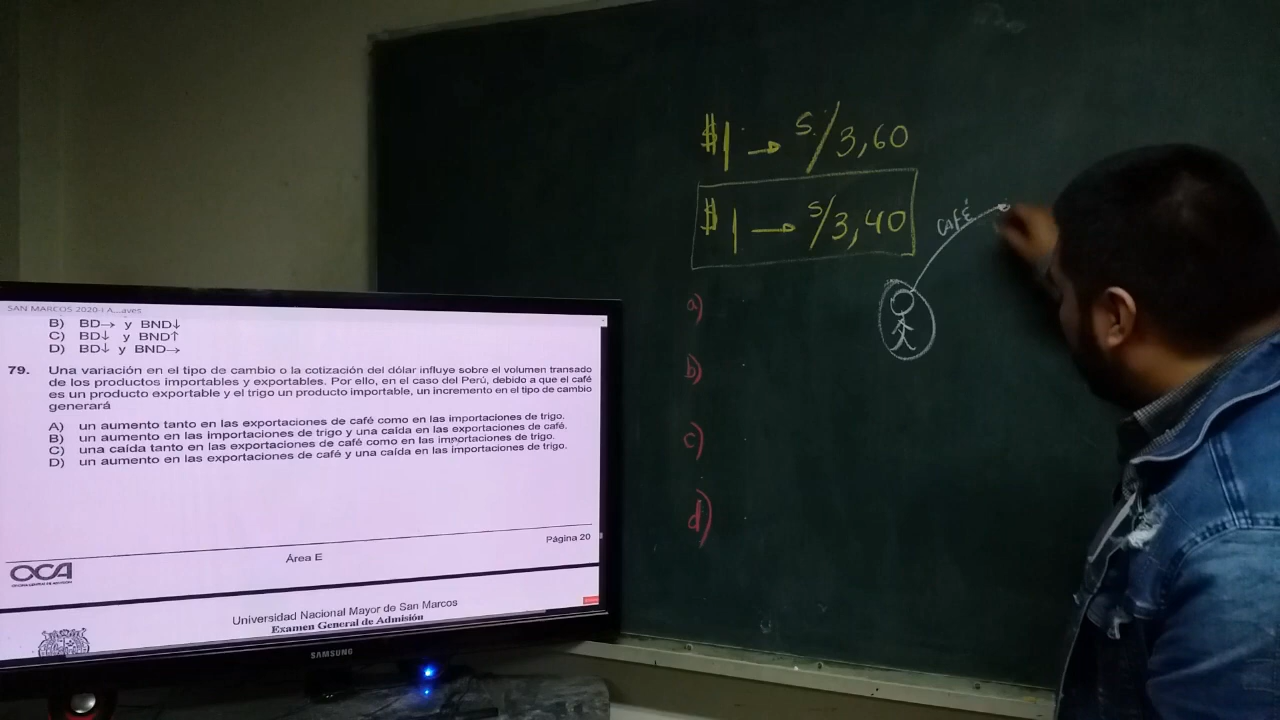 $1 → S/3,60
$1 → S/3,40
CAFÉ
a)
b)
c)
d)
SAN MARCOS 2020-I A...aves
B) BD→ y BND↓
C) BD↓ y BND↑
D) BD↓ y BND→
79. Una variación en el tipo de cambio o la cotización del dólar influye sobre el volumen transado
de los productos importables y exportables. Por ello, en el caso del Perú, debido a que el café
es un producto exportable y el trigo un producto importable, un incremento en el tipo de cambio
generará
A) un aumento tanto en las exportaciones de café como en las importaciones de trigo.
B) un aumento en las importaciones de trigo y una caída en las exportaciones de café.
C) una caída tanto en las exportaciones de café como en las importaciones de trigo.
D) un aumento en las exportaciones de café y una caída en las importaciones de trigo.
Página 20
Área E
OCA
OFICINA CENTRAL DE ADMISIÓN
Universidad Nacional Mayor de San Marcos
Examen General de Admisión
SAMSUNG